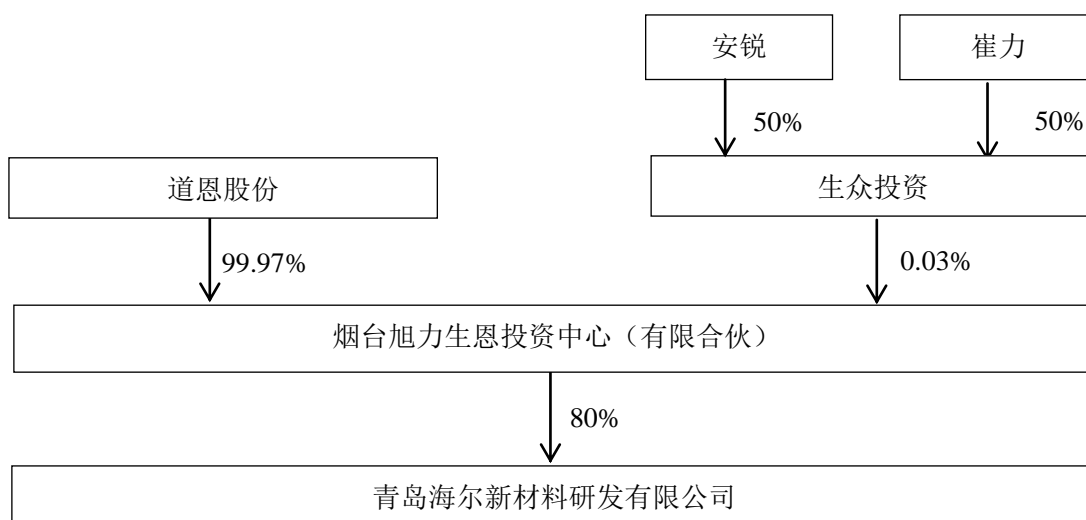 安锐
崔力
50%
50%
道恩股份
生众投资
99.97%
0.03%
烟台旭力生恩投资中心（有限合伙）
80%
青岛海尔新材料研发有限公司